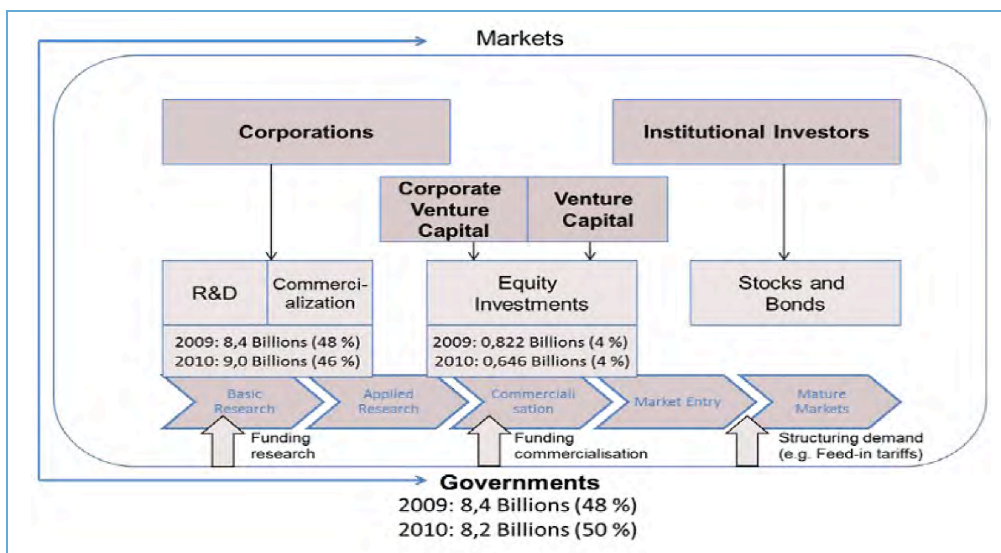 Markets
Corporations
Institutional Investors
Corporate
Venture
Capital
Venture
Capital
R&D
Commerci-
alization
Equity
Investments
Stocks and
Bonds
2009: 8,4 Billions (48 %)
2010: 9,0 Billions (46 %)
2009: 0,822 Billions (4 %)
2010: 0,646 Billions (4 %)
Basic
Research
Applied
Research
Commerciali
sation
Market Entry
Mature
Markets
Funding
research
Funding
commercialisation
Structuring demand
(e.g. Feed-in tariffs)
Governments
2009: 8,4 Billions (48 %)
2010: 8,2 Billions (50 %)